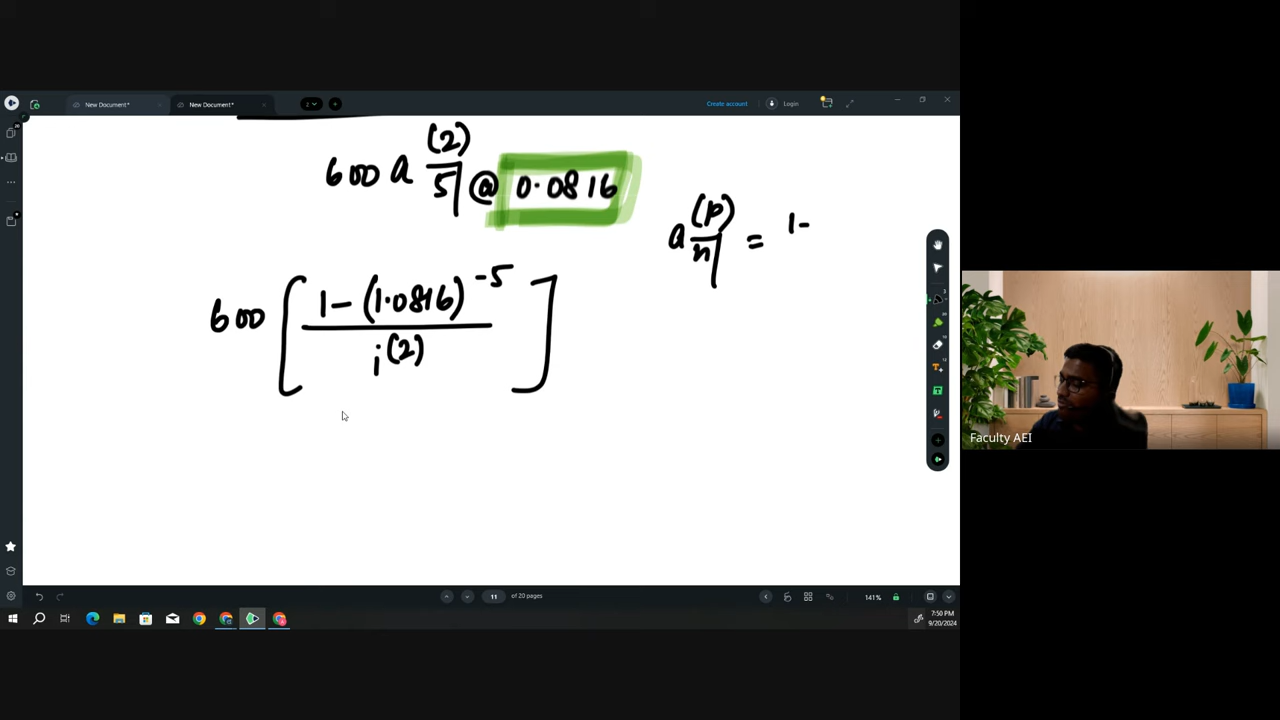 New Document*
New Document*
2
Create account
Login
600 a (2) 5 @ 0.0816
a (p) n = 1-
600 [ 1 - (1.0816)^-5 / i^(2) ]
Faculty AEI
11 of 20 pages
141%
7:50 PM
9/20/2024